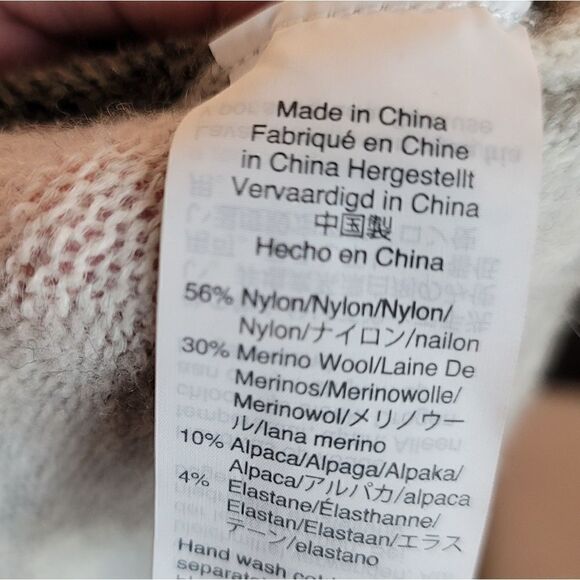 Made in China
Fabriqué en Chine
in China Hergestellt
Vervaardigd in China
中国製
Hecho en China
56% Nylon/Nylon/Nylon/
Nylon/ナイロン/nailon
30% Merino Wool/Laine De
Merinos/Merinowolle/
Merinowol/メリノウー
ル/lana merino
10% Alpaca/Alpaga/Alpaka/
Alpaca/アルパカ/alpaca
4% Elastane/Élasthanne/
Elastan/Elastaan/エラス
テーン/elastano
Hand wash cold
separate